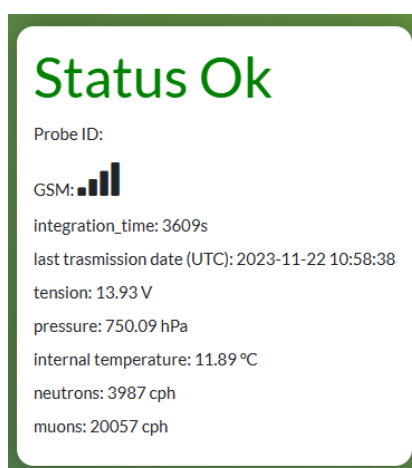 Status Ok
Probe ID:
GSM:
integration_time: 3609s
last trasmission date (UTC): 2023-11-22 10:58:38
tension: 13.93 V
pressure: 750.09 hPa
internal temperature: 11.89 ºC
neutrons: 3987 cph
muons: 20057 cph